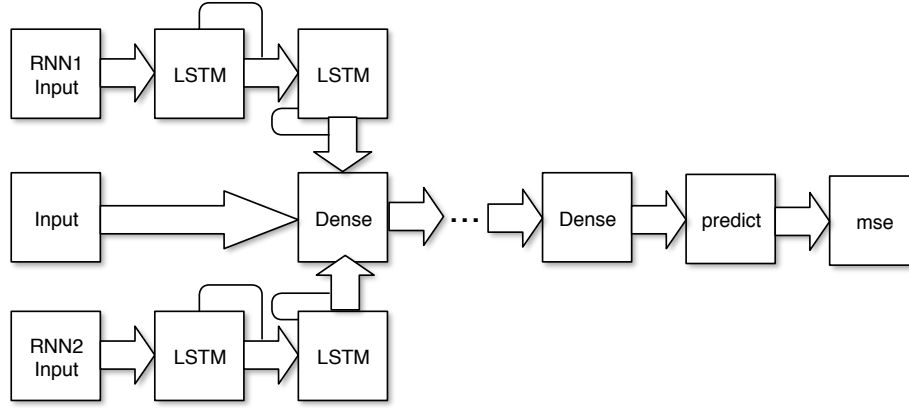 RNN1
Input
LSTM
LSTM
Input
Dense
...
Dense
predict
mse
RNN2
Input
LSTM
LSTM